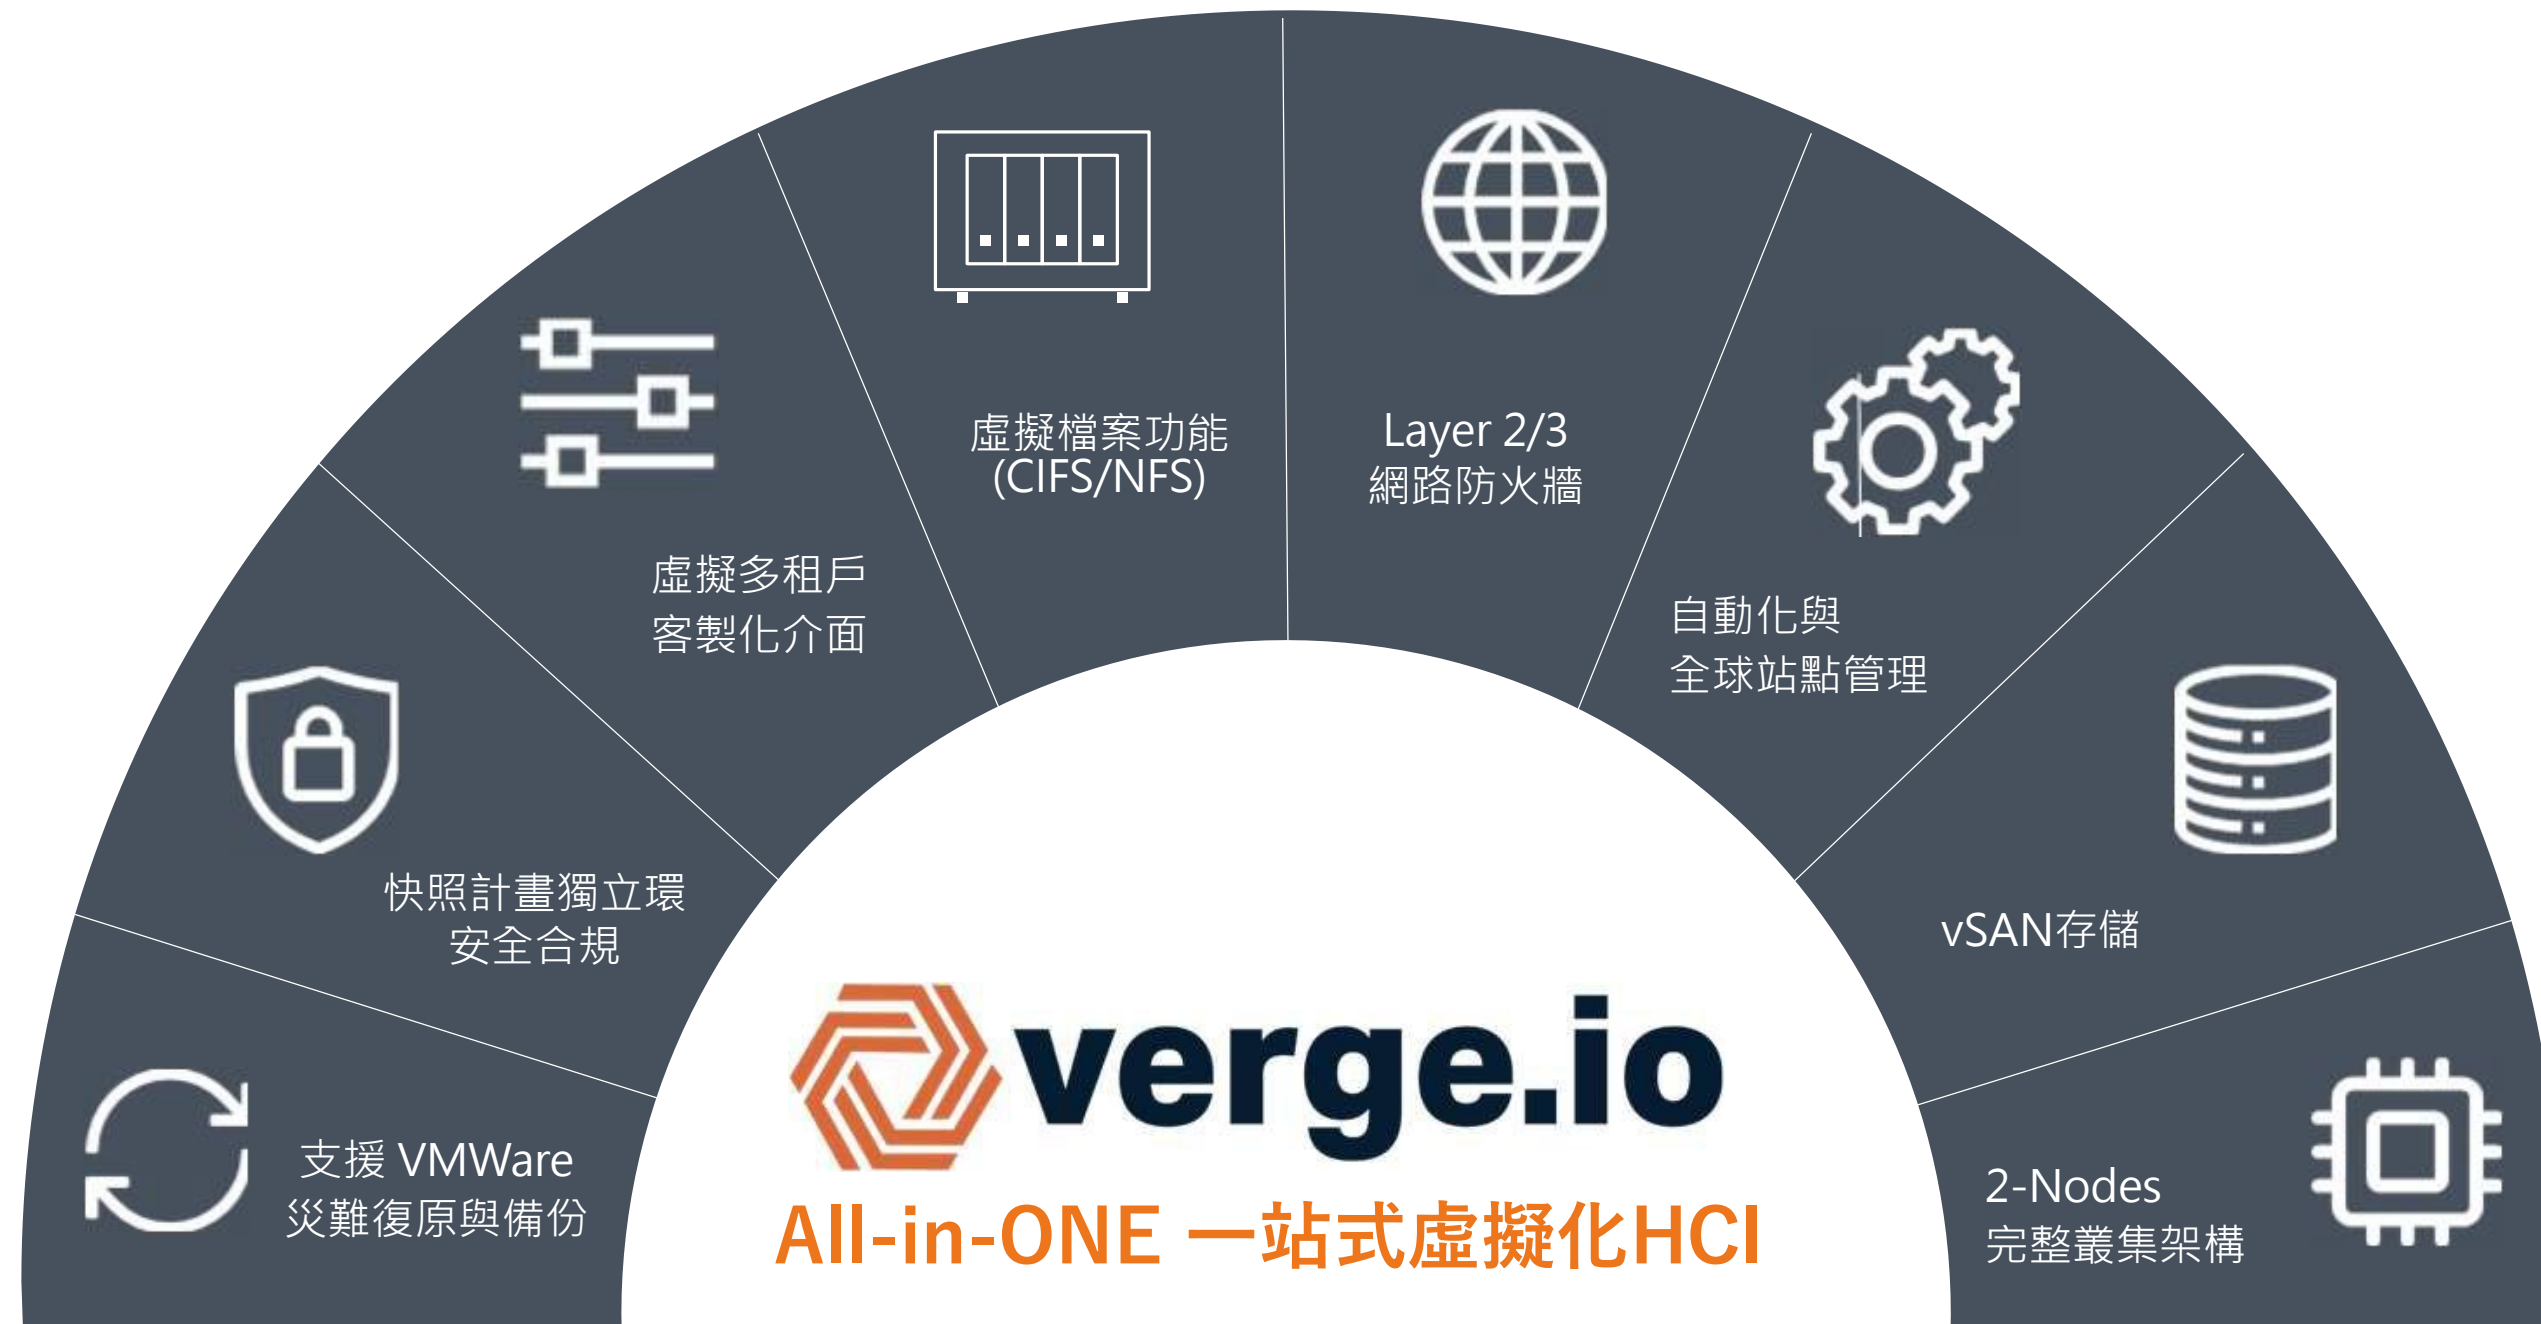 支援 VMWare
災難復原與備份
快照計畫獨立環
安全合規
虛擬多租戶
客製化介面
虛擬檔案功能
(CIFS/NFS)
Layer 2/3
網路防火牆
自動化與
全球站點管理
vSAN存儲
2-Nodes
完整叢集架構
verge.io
All-in-ONE 一站式虛擬化HCI